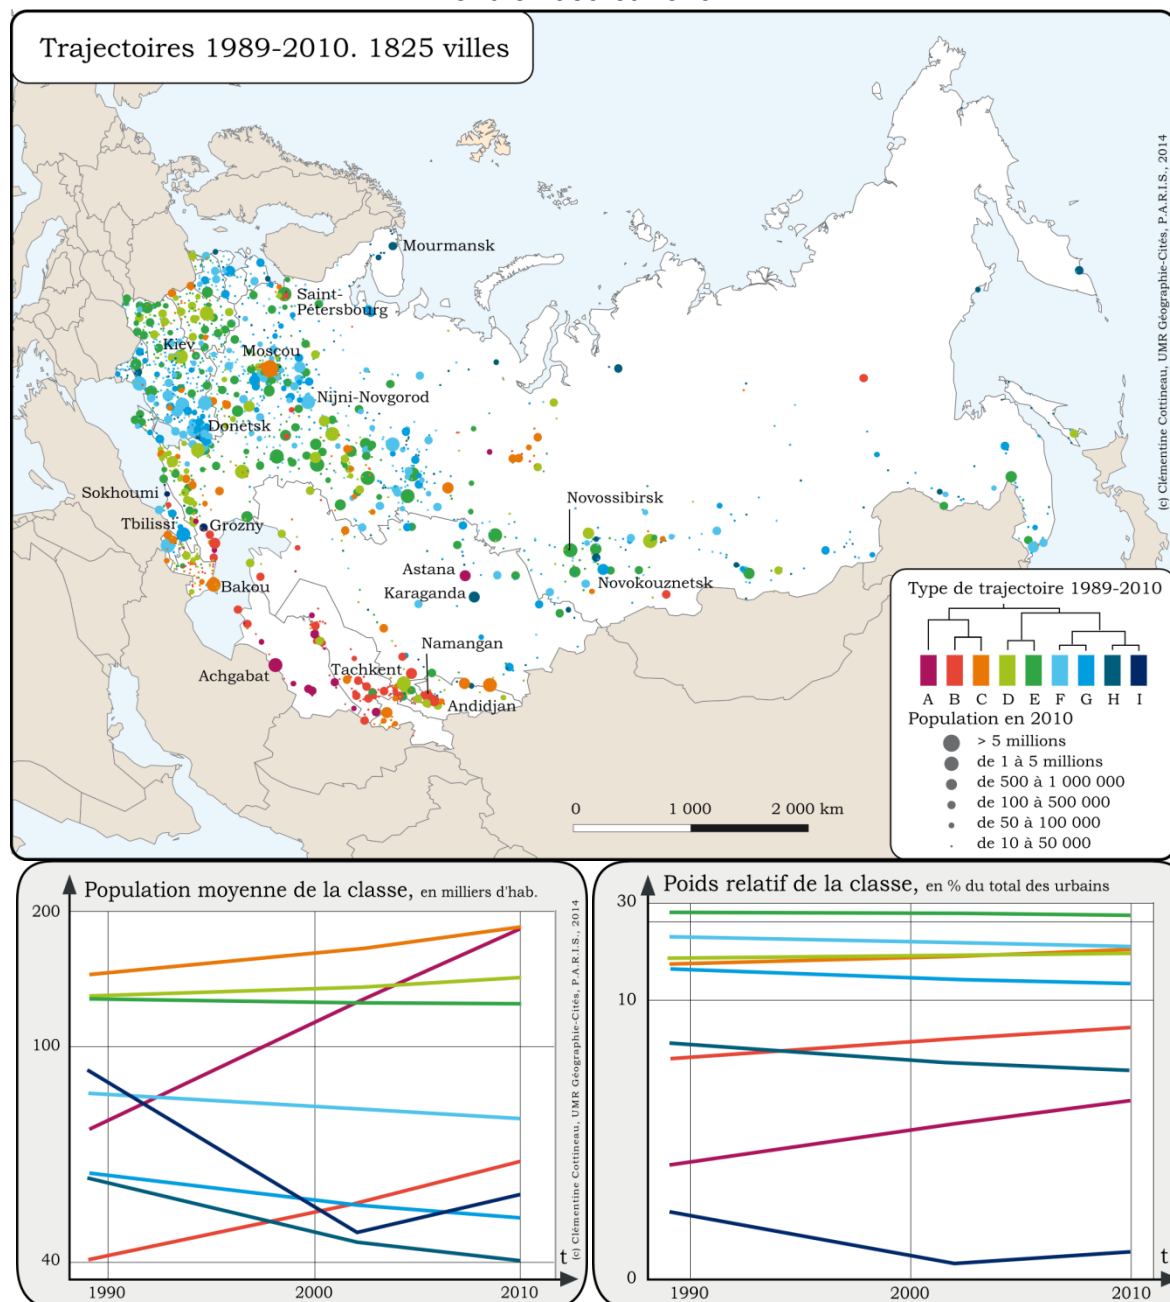 Trajectoires 1989-2010. 1825 villes
(c) Clémentine Cottineau, UMR Géographie-Cités, P.A.R.I.S., 2014
Mourmansk
Saint-
Pétersbourg
Kiev
Moscou
Nijni-Novgorod
Donetsk
Sokhoumi
Tbilissi
Grozny
Bakou
Novossibirsk
Astana
Karaganda
Novokouznetsk
Namangan
Tachkent
Achgabat
Andidjan
Type de trajectoire 1989-2010
A B C D E F G H I
Population en 2010
> 5 millions
de 1 à 5 millions
de 500 à 1 000 000
de 100 à 500 000
de 50 à 100 000
de 10 à 50 000
0 1 000 2 000 km
Population moyenne de la classe, en milliers d'hab.
200
100
40
1990 2000 2010
t
(c) Clémentine Cottineau, UMR Géographie-Cités, P.A.R.I.S., 2014
Poids relatif de la classe, en % du total des urbains
30
10
0
1990 2000 2010
t